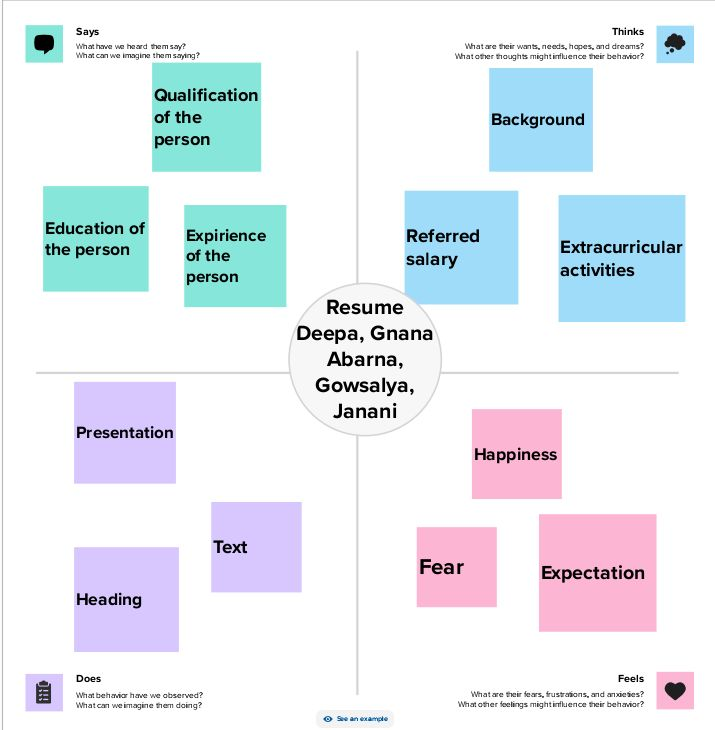 Says
What have we heard them say?
What can we imagine them saying?
Thinks
What are their wants, needs, hopes, and dreams?
What other thoughts might influence their behavior?
Qualification
of the
person
Education of
the person
Expirience
of the
person
Background
Referred
salary
Extracurricular
activities
Resume
Deepa, Gnana
Abarna,
Gowsalya,
Janani
Presentation
Text
Heading
Happiness
Fear
Expectation
Does
What behavior have we observed?
What can we imagine them doing?
Feels
What are their fears, frustrations, and anxieties?
What other feelings might influence their behavior?
See an example